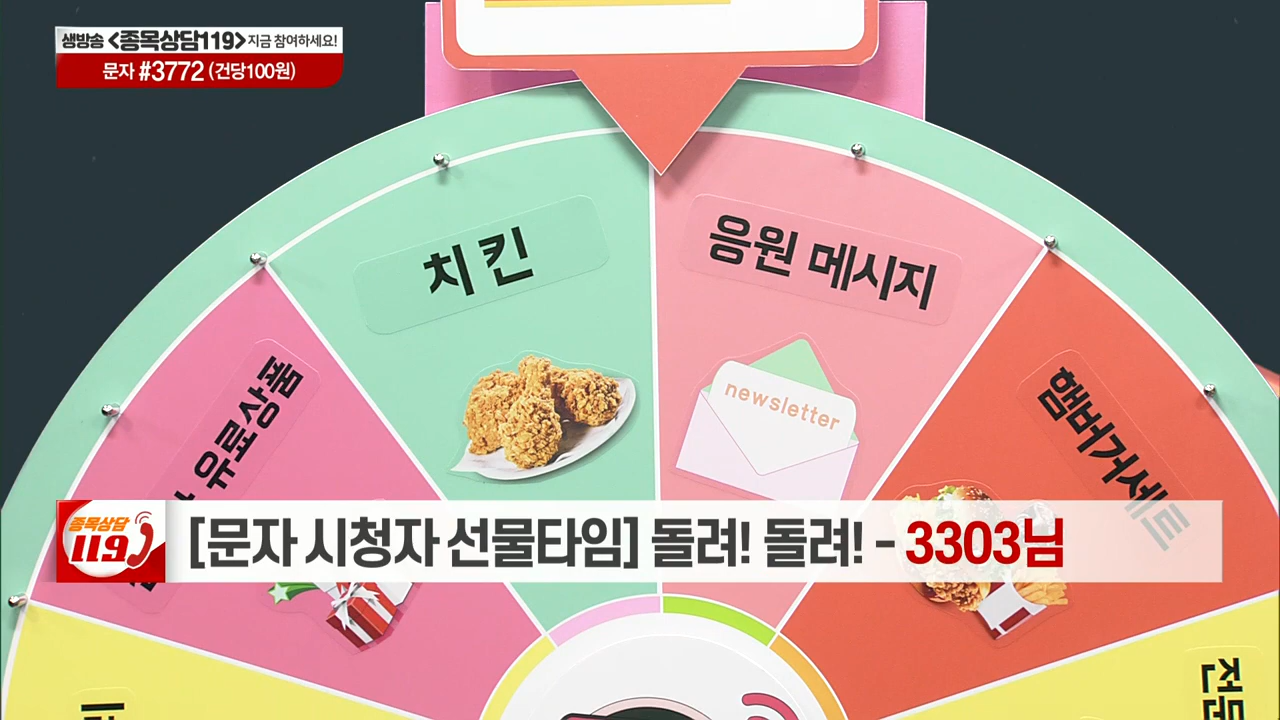 생방송 <종목상담119> 지금 참여하세요!
문자 #3772 (건당100원)
치킨
응원 메시지
newsletter
유료상품
햄버거세트
종목상담
119
[문자 시청자 선물타임] 돌려! 돌려! - 3303님